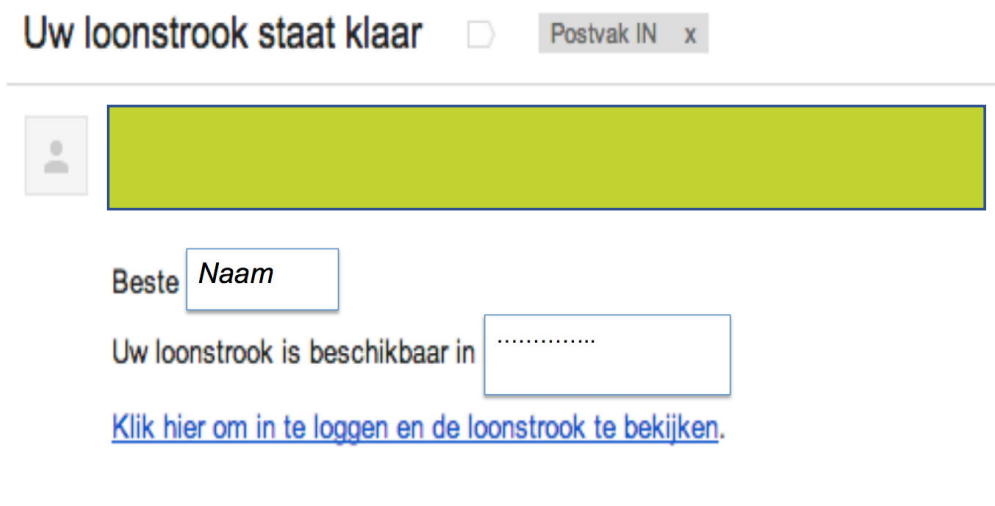 Uw loonstrook staat klaar Postvak IN x
Beste Naam
Uw loonstrook is beschikbaar in ..............
Klik hier om in te loggen en de loonstrook te bekijken.